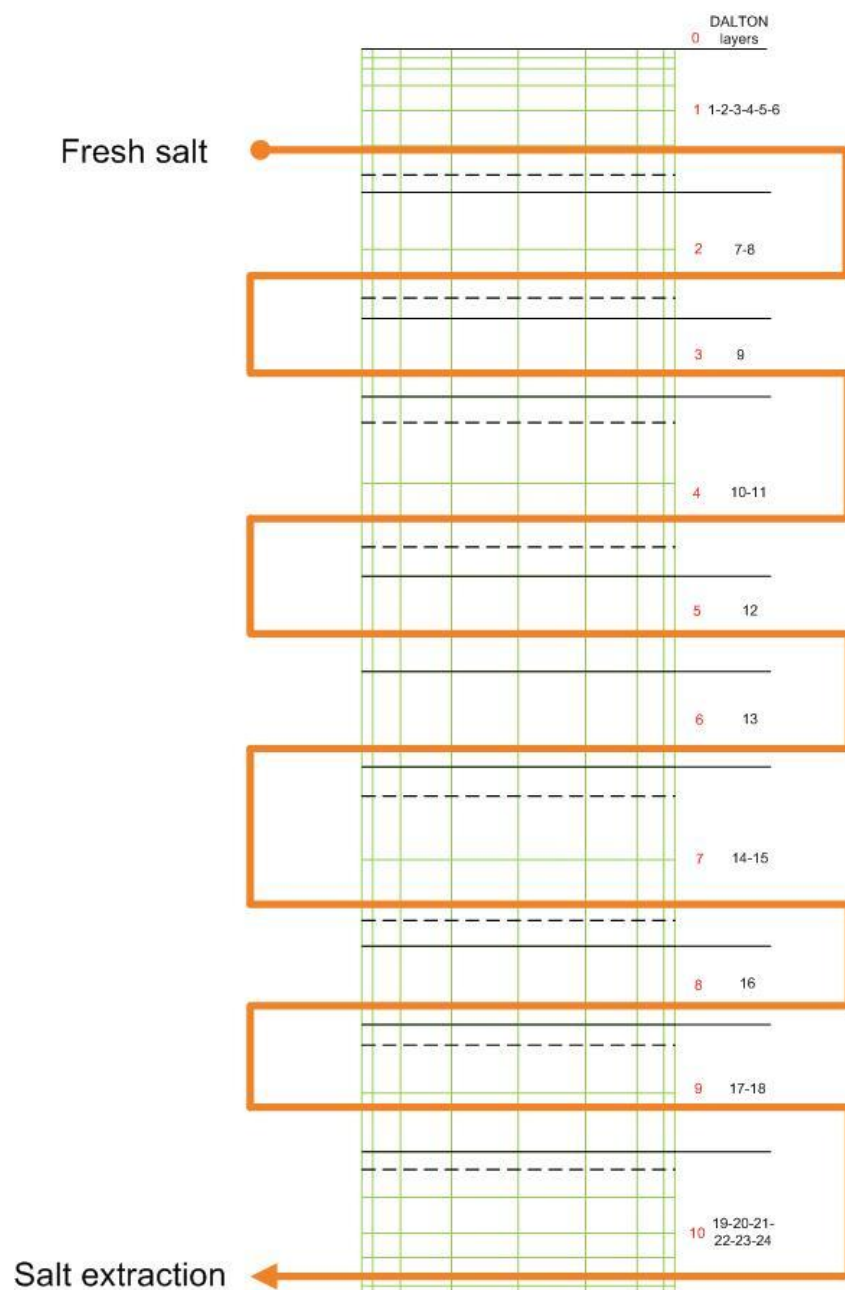 DALTON
0 layers
1 1-2-3-4-5-6
Fresh salt
2 7-8
3 9
4 10-11
5 12
6 13
7 14-15
8 16
9 17-18
10 19-20-21-
22-23-24
Salt extraction